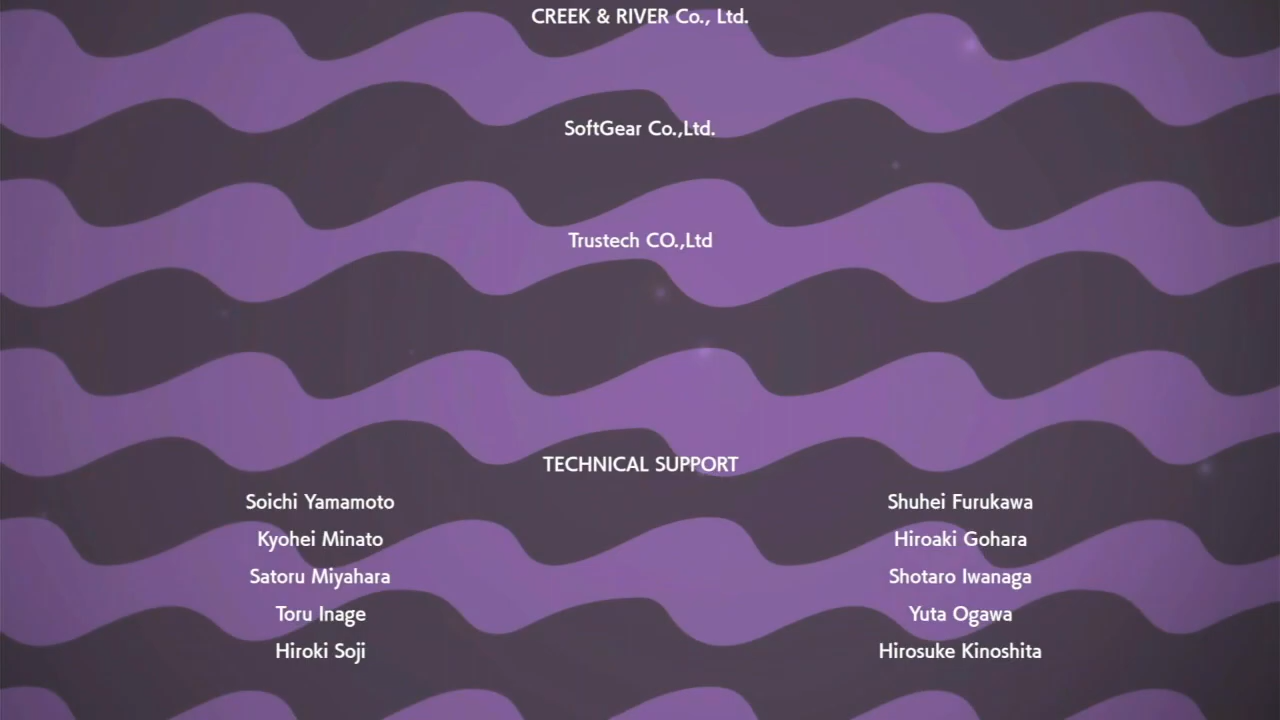 CREEK & RIVER Co., Ltd.
SoftGear Co.,Ltd.
Trustech CO.,Ltd
TECHNICAL SUPPORT
Soichi Yamamoto
Shuhei Furukawa
Kyohei Minato
Hiroaki Gohara
Satoru Miyahara
Shotaro Iwanaga
Toru Inage
Yuta Ogawa
Hiroki Soji
Hirosuke Kinoshita